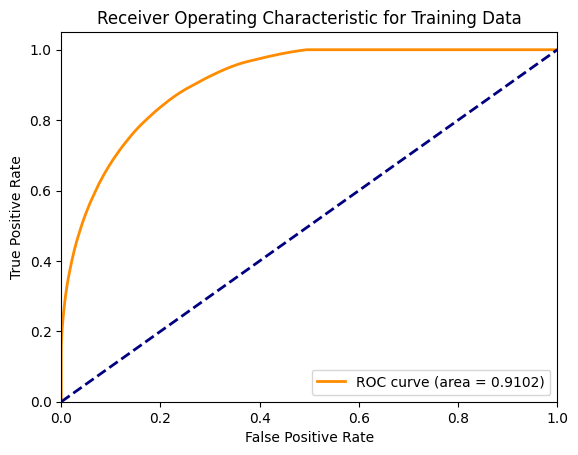 Receiver Operating Characteristic for Training Data
1.0
0.8
0.6
0.4
0.2
0.0
True Positive Rate
ROC curve (area = 0.9102)
0.0 0.2 0.4 0.6 0.8 1.0
False Positive Rate